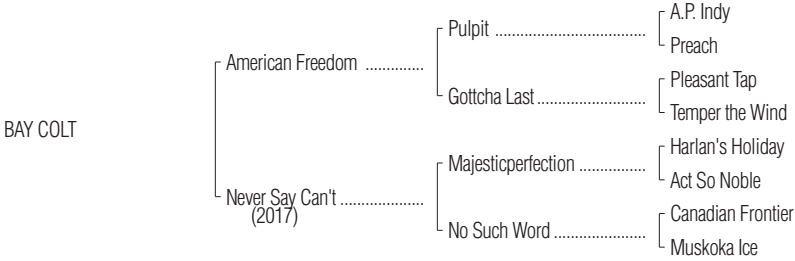 A.P. Indy
Pulpit ..................................
Preach
American Freedom ..............
Pleasant Tap
Gottcha Last .........................
Temper the Wind
BAY COLT
Harlan's Holiday
Majesticperfection ................
Act So Noble
Never Say Can't ....................
(2017)
Canadian Frontier
No Such Word ......................
Muskoka Ice